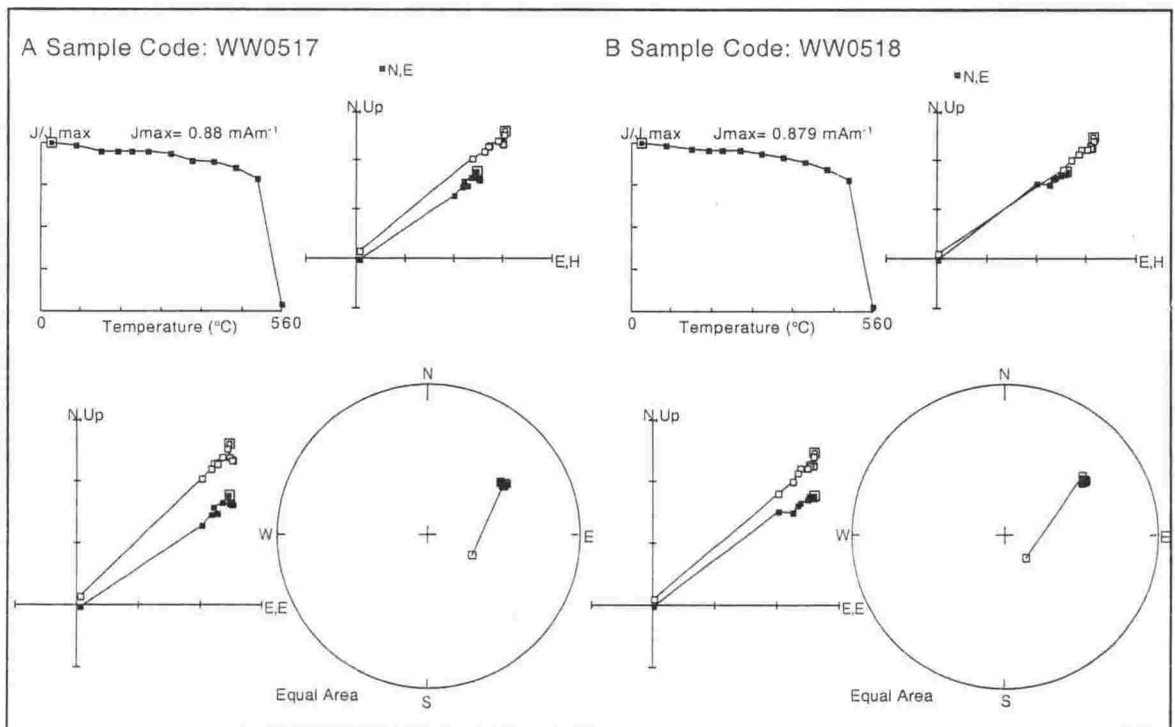 A Sample Code: WW0517
■N,E
N,Up
J/Jmax Jmax= 0.88 mAm⁻¹
E,H
0 560
Temperature (°C)
N,Up
E,E
N
W
E
S
Equal Area
B Sample Code: WW0518
■N,E
N,Up
J/Jmax Jmax= 0.879 mAm⁻¹
E,H
0 560
Temperature (°C)
N,Up
E,E
N
W
E
S
Equal Area